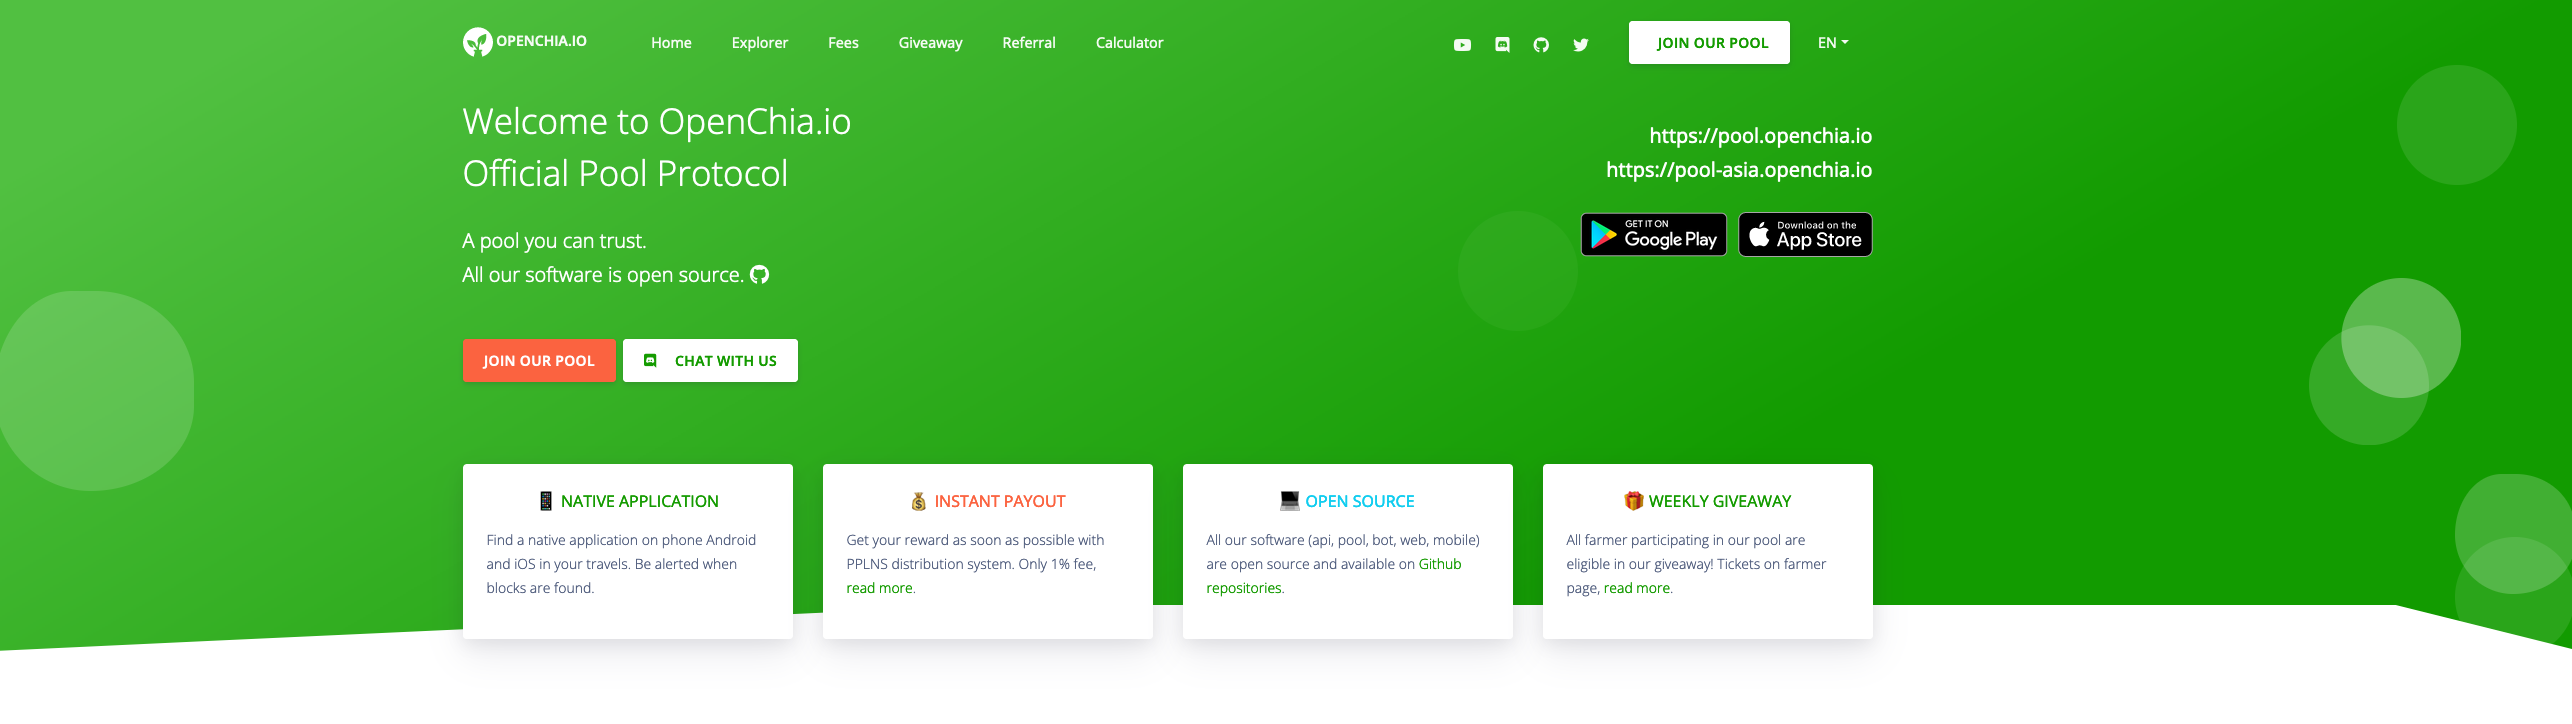 OPENCHIA.IO
Home
Explorer
Fees
Giveaway
Referral
Calculator
JOIN OUR POOL
EN
Welcome to OpenChia.io
Official Pool Protocol
A pool you can trust.
All our software is open source.
JOIN OUR POOL
CHAT WITH US
https://pool.openchia.io
https://pool-asia.openchia.io
GET IT ON
Google Play
Download on the
App Store
NATIVE APPLICATION
Find a native application on phone Android
and iOS in your travels. Be alerted when
blocks are found.
INSTANT PAYOUT
Get your reward as soon as possible with
PPLNS distribution system. Only 1% fee,
read more.
OPEN SOURCE
All our software (api, pool, bot, web, mobile)
are open source and available on Github
repositories.
WEEKLY GIVEAWAY
All farmer participating in our pool are
eligible in our giveaway! Tickets on farmer
page, read more.